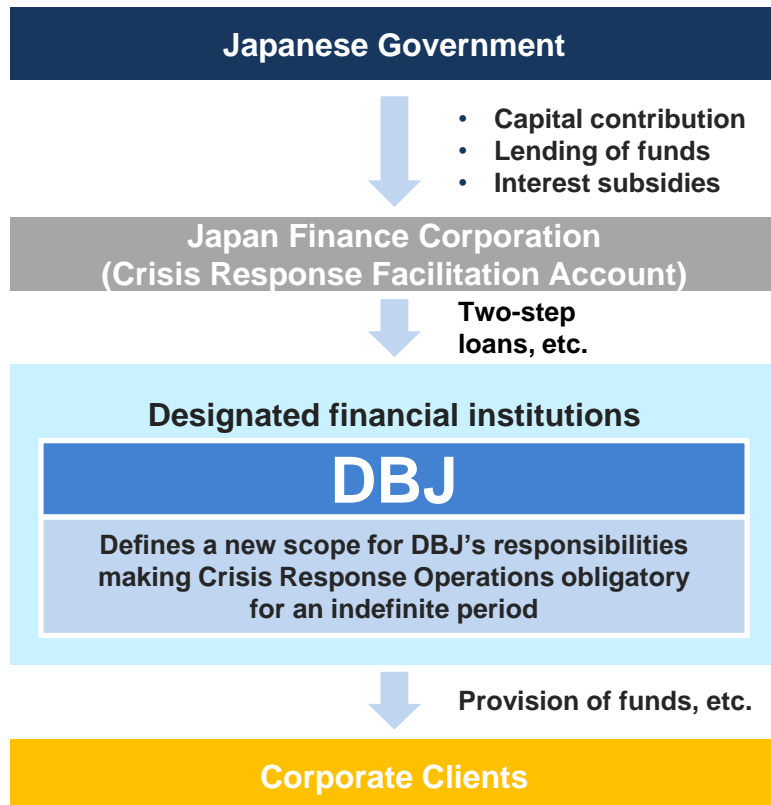 Japanese Government
• Capital contribution
• Lending of funds
• Interest subsidies
Japan Finance Corporation
(Crisis Response Facilitation Account)
Two-step
loans, etc.
Designated financial institutions
DBJ
Defines a new scope for DBJ’s responsibilities
making Crisis Response Operations obligatory
for an indefinite period
Provision of funds, etc.
Corporate Clients